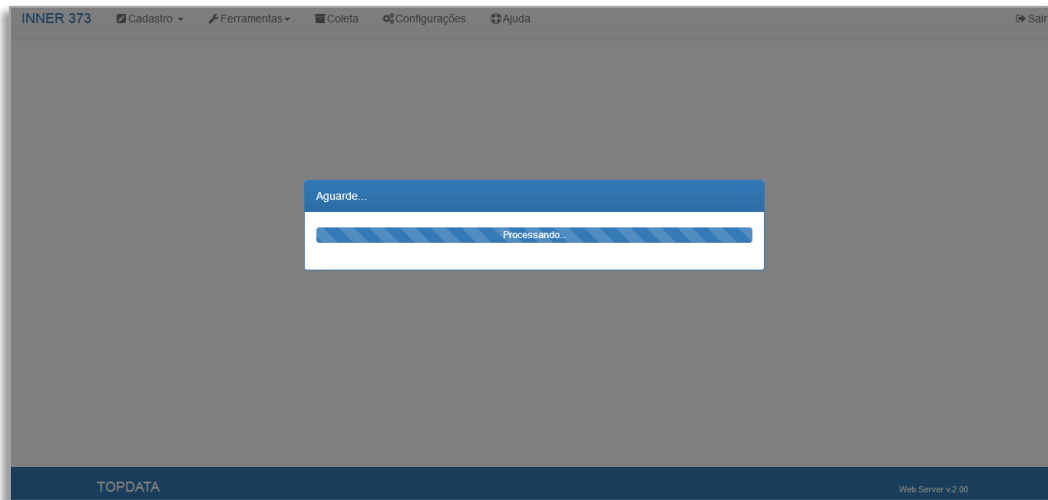 INNER 373 Cadastro Ferramentas Coleta Configurações Ajuda Sair
Aguarde...
Processando...
TOPDATA Web Server v.2.00